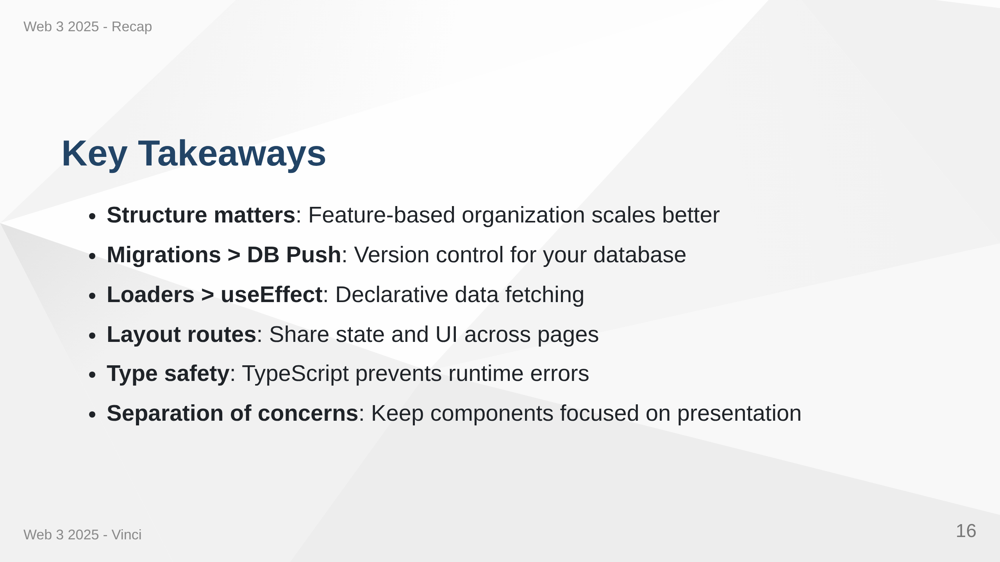 Web 3 2025 - Recap
Key Takeaways
• Structure matters: Feature-based organization scales better
• Migrations > DB Push: Version control for your database
• Loaders > useEffect: Declarative data fetching
• Layout routes: Share state and UI across pages
• Type safety: TypeScript prevents runtime errors
• Separation of concerns: Keep components focused on presentation
Web 3 2025 - Vinci
16